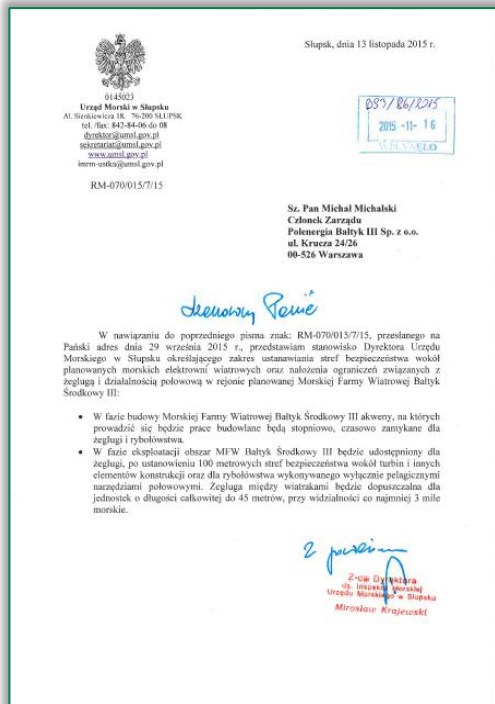 Słupsk, dnia 13 listopada 2015 r.
0145023
Urząd Morski w Słupsku
Al. Sienkiewicza 18, 76-200 SŁUPSK
tel. /fax: 842-84-06 do 08
dyrektor@umsl.gov.pl
sekretariat@umsl.gov.pl
www.umsl.gov.pl
imrm-ustka@umsl.gov.pl
RM-070/015/7/15
2015 -11- 16
WPŁYNĘŁO
Sz. Pan Michał Michalski
Członek Zarządu
Polenergia Bałtyk III Sp. z o.o.
ul. Krucza 24/26
00-526 Warszawa
Szanowny Panie
W nawiązaniu do poprzedniego pisma znak: RM-070/015/7/15, przesłanego na
Pański adres dnia 29 września 2015 r., przedstawiam stanowisko Dyrektora Urzędu
Morskiego w Słupsku określającego zakres ustanawiania stref bezpieczeństwa wokół
planowanych morskich elektrowni wiatrowych oraz nałożenia ograniczeń związanych z
żeglugą i działalnością połowową w rejonie planowanej Morskiej Farmy Wiatrowej Bałtyk
Środkowy III:
• W fazie budowy Morskiej Farmy Wiatrowej Bałtyk Środkowy III akweny, na których
prowadzić się będzie prace budowlane będą stopniowo, czasowo zamykane dla
żeglugi i rybołówstwa.
• W fazie eksploatacji obszar MFW Bałtyk Środkowy III będzie udostępniony dla
żeglugi, po ustanowieniu 100 metrowych stref bezpieczeństwa wokół turbin i innych
elementów konstrukcji oraz dla rybołówstwa wykonywanego wyłącznie pelagicznymi
narzędziami połowowymi. Żegluga między wiatrakami będzie dopuszczalna dla
jednostek o długości całkowitej do 45 metrów, przy widzialności co najmniej 3 mile
morskie.
Z poważaniem
Z-ca Dyrektora
ds. Inspekcji Morskiej
Urzędu Morskiego w Słupsku
Mirosław Krajewski